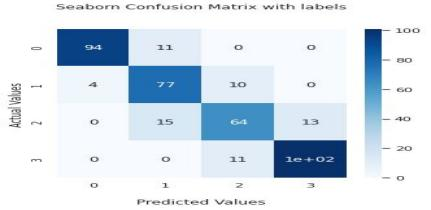 Seaborn Confusion Matrix with labels
100
0 94 11 0 0
80
1 4 77 10 0
60
40
2 0 15 64 13
20
3 0 0 11 1e+02
0
0 1 2 3
Actual Values
Predicted Values